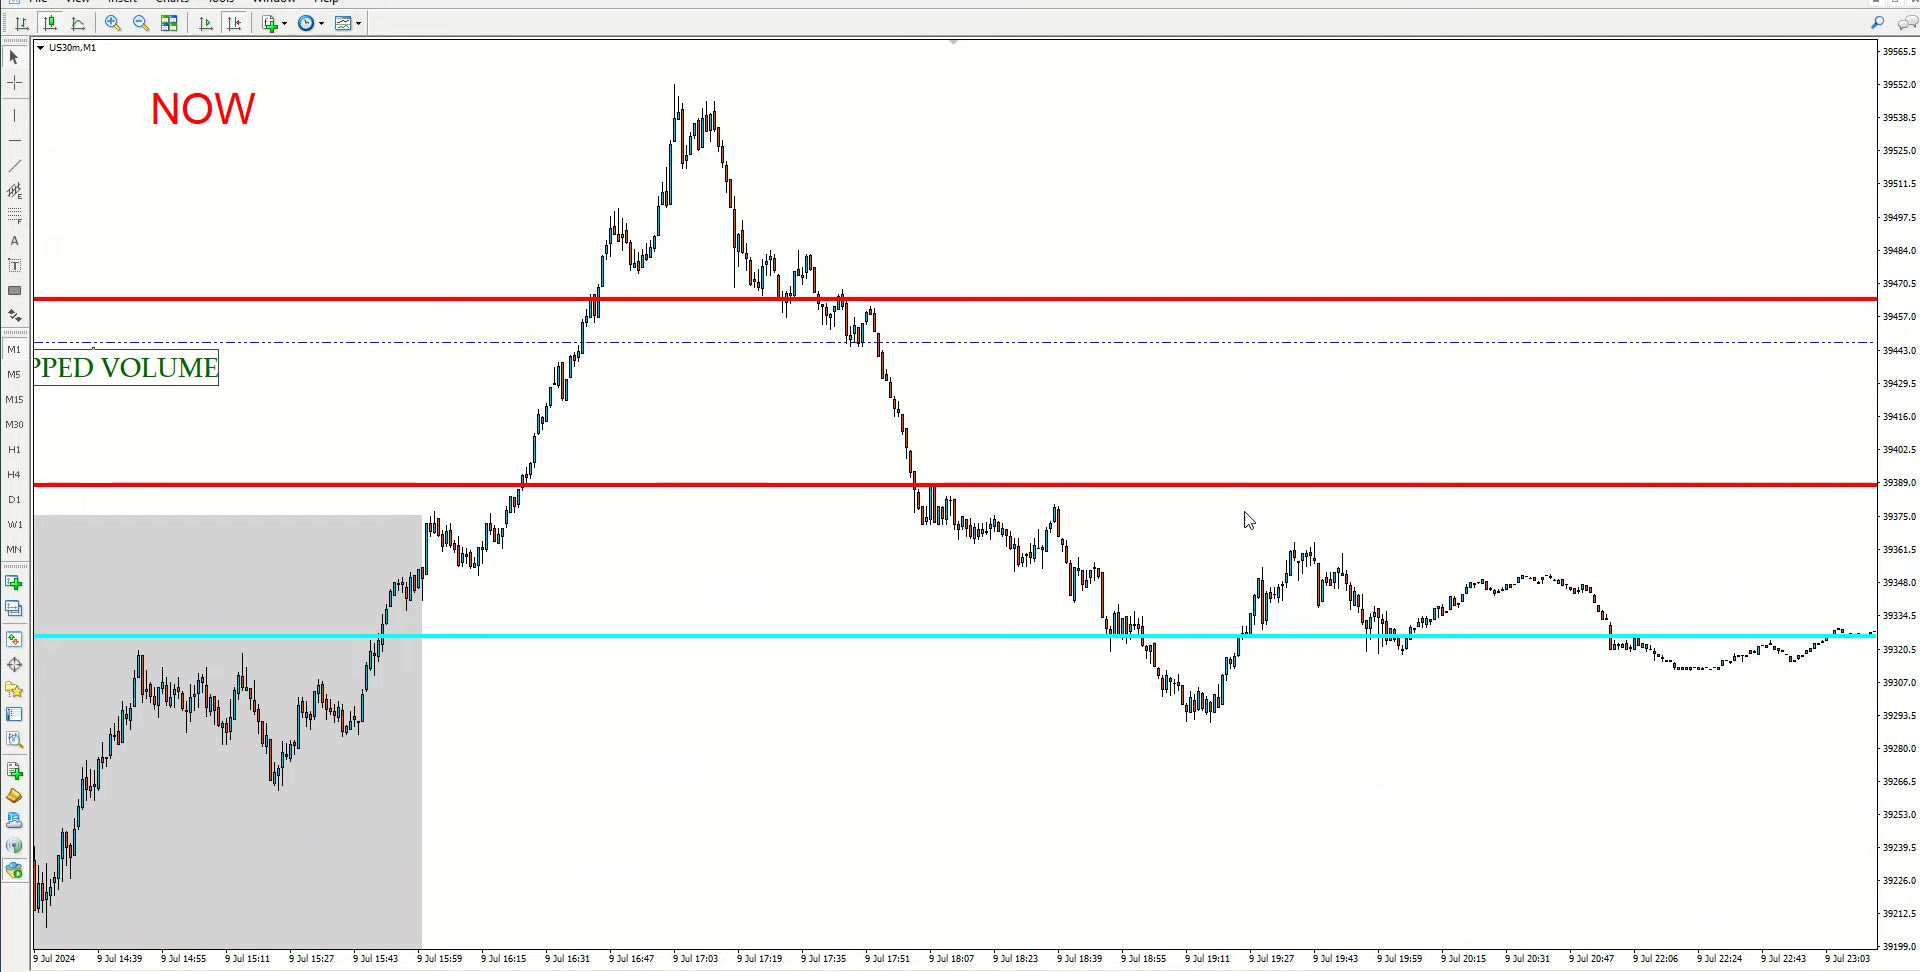 File View Insert Charts Tools Window Help
US30m,M1
NOW
PPED VOLUME
A
T
M1
M5
M15
M30
H1
H4
D1
W1
MN
39565.5
39552.0
39538.5
39525.0
39511.5
39497.5
39484.0
39470.5
39457.0
39443.0
39429.5
39416.0
39402.5
39389.0
39375.0
39361.5
39348.0
39334.5
39320.5
39307.0
39293.5
39280.0
39266.5
39253.0
39239.5
39226.0
39212.5
39199.0
9 Jul 2024 9 Jul 14:39 9 Jul 14:55 9 Jul 15:11 9 Jul 15:27 9 Jul 15:43 9 Jul 15:59 9 Jul 16:15 9 Jul 16:31 9 Jul 16:47 9 Jul 17:03 9 Jul 17:19 9 Jul 17:35 9 Jul 17:51 9 Jul 18:07 9 Jul 18:23 9 Jul 18:39 9 Jul 18:55 9 Jul 19:11 9 Jul 19:27 9 Jul 19:43 9 Jul 19:59 9 Jul 20:15 9 Jul 20:31 9 Jul 20:47 9 Jul 22:06 9 Jul 22:24 9 Jul 22:43 9 Jul 23:03